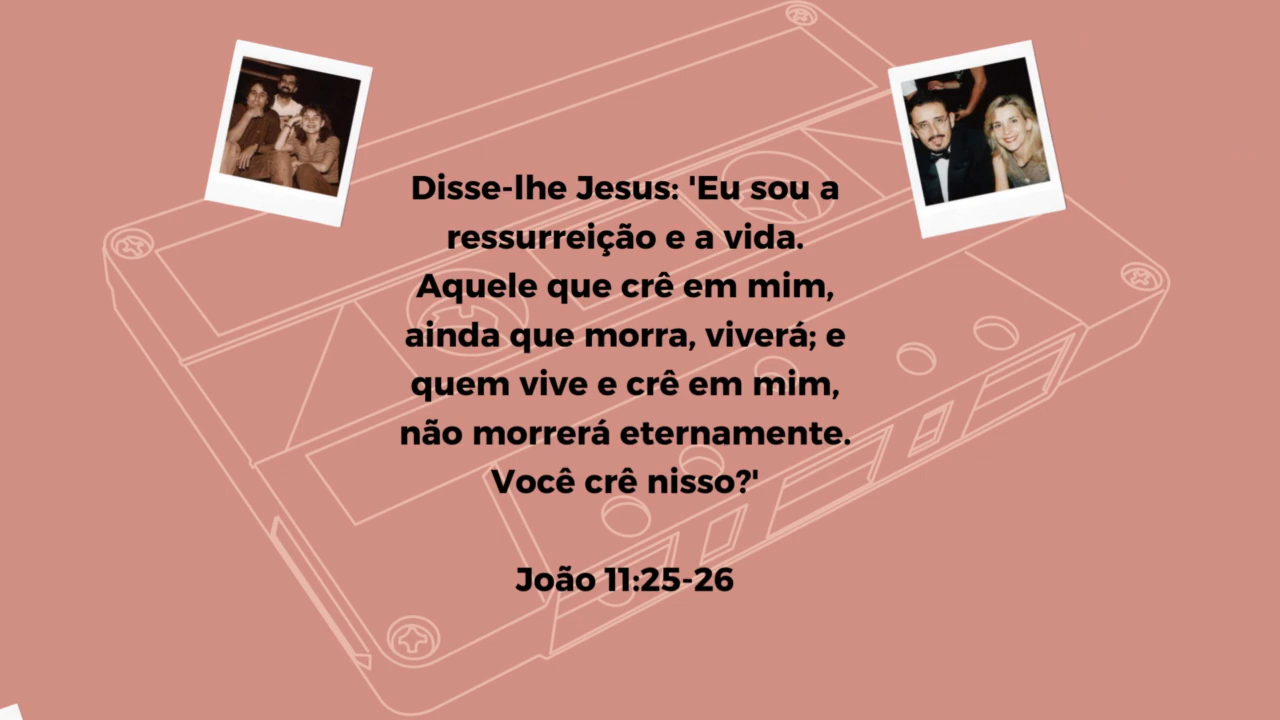 Disse-lhe Jesus: 'Eu sou a
ressurreição e a vida.
Aquele que crê em mim,
ainda que morra, viverá; e
quem vive e crê em mim,
não morrerá eternamente.
Você crê nisso?'
João 11:25-26